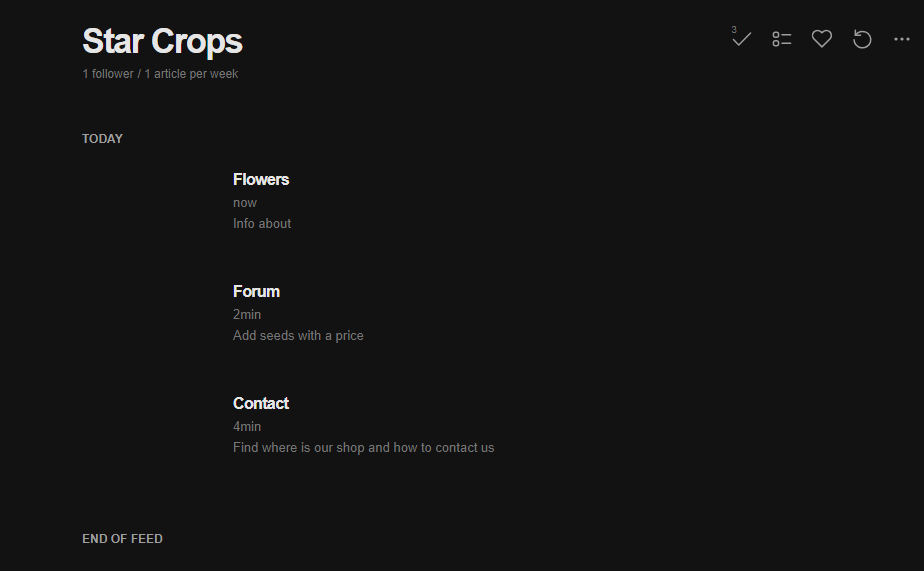 Star Crops
3
1 follower / 1 article per week
TODAY
Flowers
now
Info about
Forum
2min
Add seeds with a price
Contact
4min
Find where is our shop and how to contact us
END OF FEED